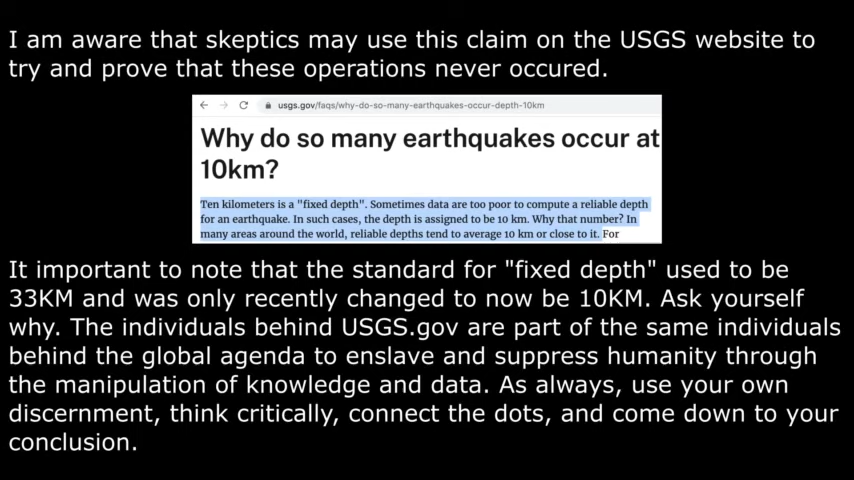 I am aware that skeptics may use this claim on the USGS website to
try and prove that these operations never occured.
usgs.gov/faqs/why-do-so-many-earthquakes-occur-depth-10km
Why do so many earthquakes occur at
10km?
Ten kilometers is a "fixed depth". Sometimes data are too poor to compute a reliable depth
for an earthquake. In such cases, the depth is assigned to be 10 km. Why that number? In
many areas around the world, reliable depths tend to average 10 km or close to it. For
It important to note that the standard for "fixed depth" used to be
33KM and was only recently changed to now be 10KM. Ask yourself
why. The individuals behind USGS.gov are part of the same individuals
behind the global agenda to enslave and suppress humanity through
the manipulation of knowledge and data. As always, use your own
discernment, think critically, connect the dots, and come down to your
conclusion.